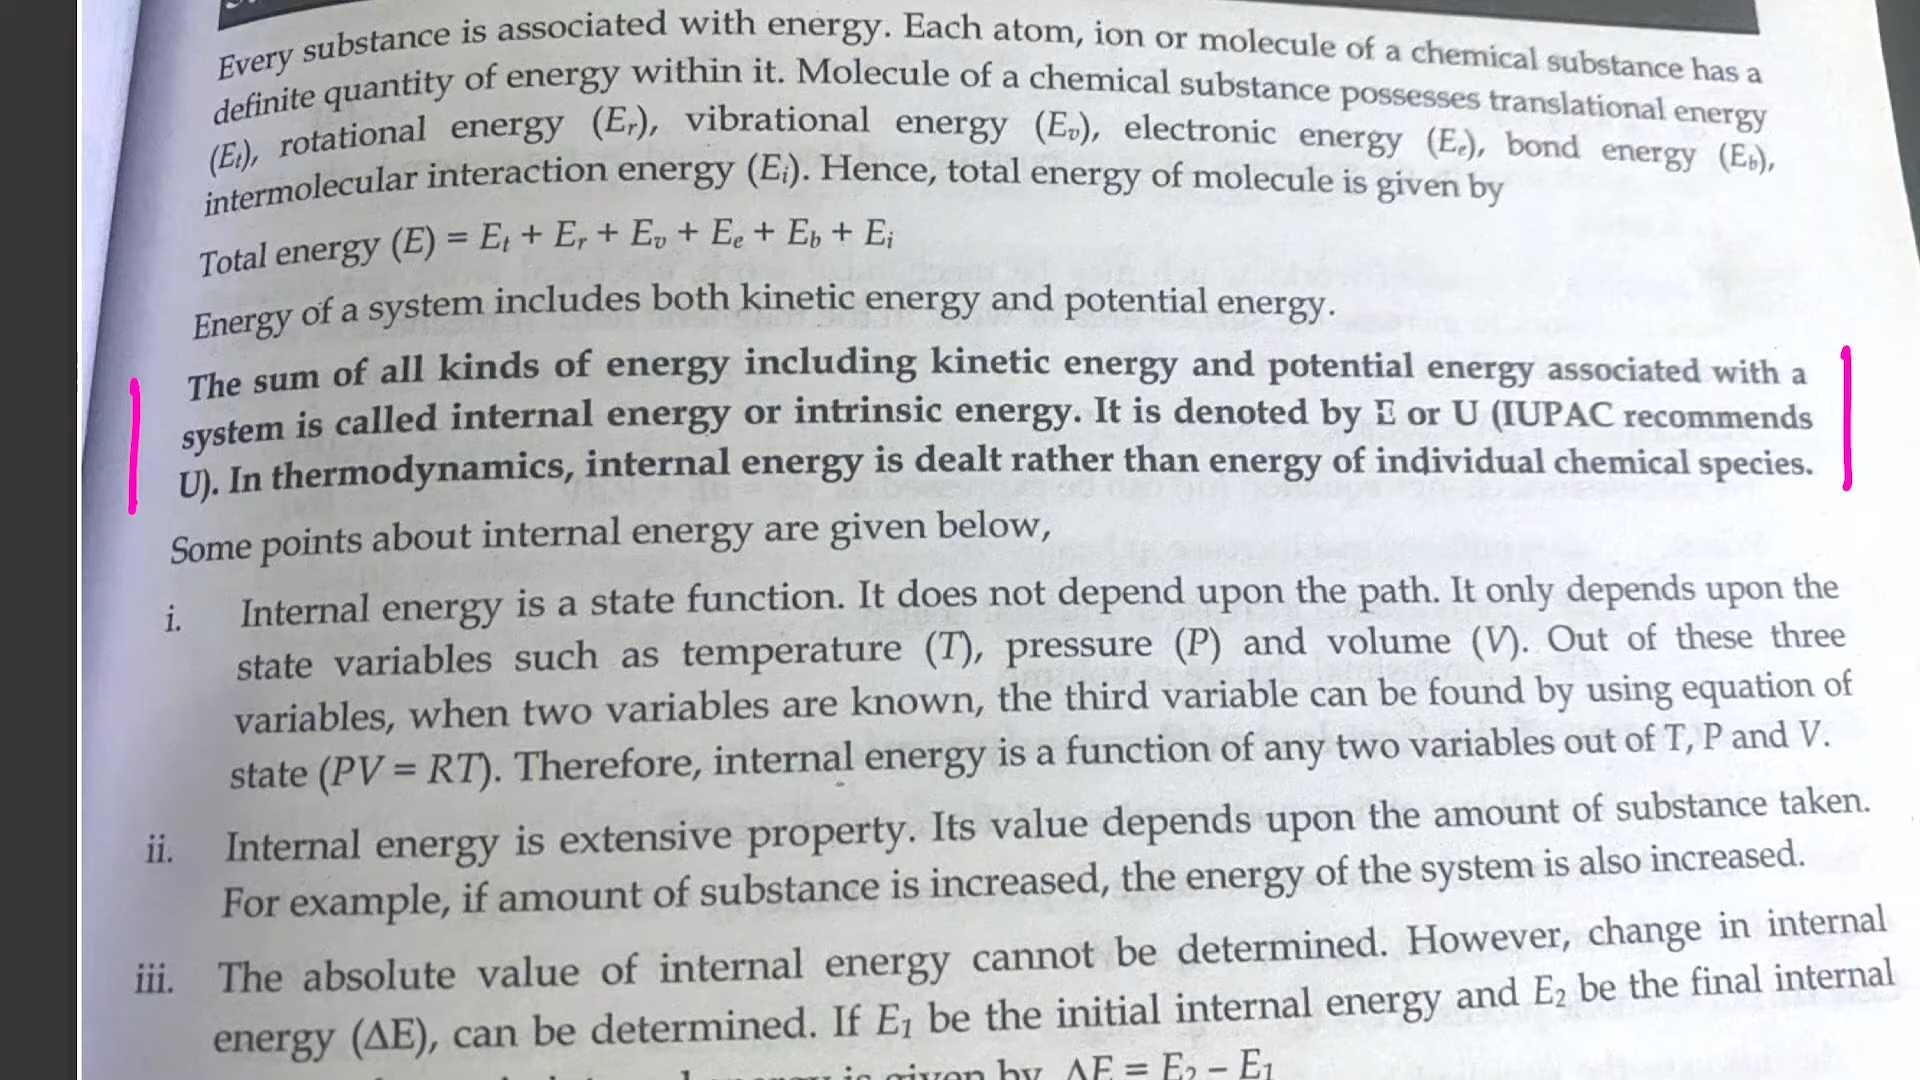 Every substance is associated with energy. Each atom, ion or molecule of a chemical substance has a
definite quantity of energy within it. Molecule of a chemical substance possesses translational energy
(Eₜ), rotational energy (Eᵣ), vibrational energy (Eᵥ), electronic energy (Eₑ), bond energy (E_b),
intermolecular interaction energy (Eᵢ). Hence, total energy of molecule is given by
Total energy (E) = Eₜ + Eᵣ + Eᵥ + Eₑ + E_b + Eᵢ
Energy of a system includes both kinetic energy and potential energy.
The sum of all kinds of energy including kinetic energy and potential energy associated with a
system is called internal energy or intrinsic energy. It is denoted by E or U (IUPAC recommends
U). In thermodynamics, internal energy is dealt rather than energy of individual chemical species.
Some points about internal energy are given below,
i. Internal energy is a state function. It does not depend upon the path. It only depends upon the
state variables such as temperature (T), pressure (P) and volume (V). Out of these three
variables, when two variables are known, the third variable can be found by using equation of
state (PV = RT). Therefore, internal energy is a function of any two variables out of T, P and V.
ii. Internal energy is extensive property. Its value depends upon the amount of substance taken.
For example, if amount of substance is increased, the energy of the system is also increased.
iii. The absolute value of internal energy cannot be determined. However, change in internal
energy (ΔE), can be determined. If E₁ be the initial internal energy and E₂ be the final internal
is given by ΔE = E₂ – E₁